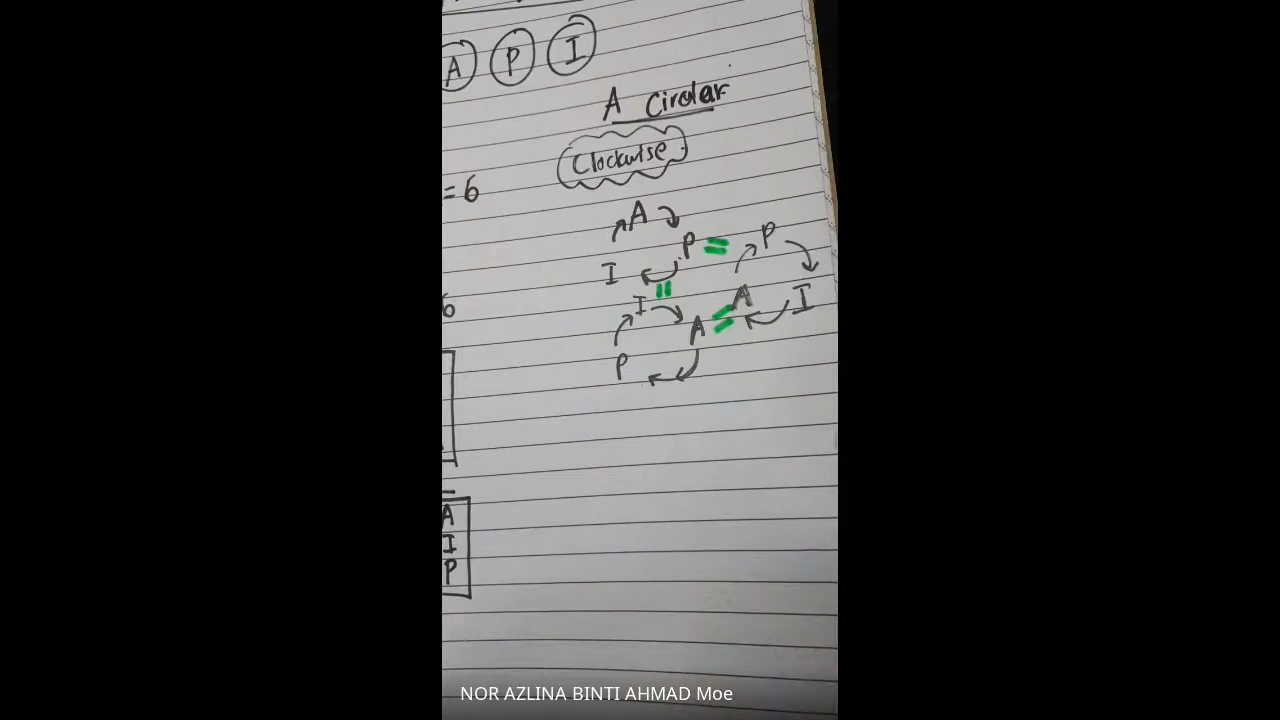 A P I
A Circular
Clockwise
= 6
A
P =
P
I
I
=
A
I
A =
6
P
A
I
P
NOR AZLINA BINTI AHMAD Moe